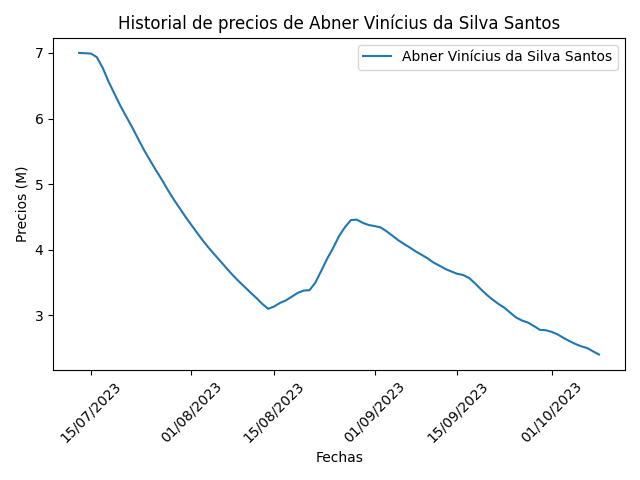 Historial de precios de Abner Vinícius da Silva Santos
Abner Vinícius da Silva Santos
Precios (M)
7
6
5
4
3
15/07/2023
01/08/2023
15/08/2023
01/09/2023
15/09/2023
01/10/2023
Fechas